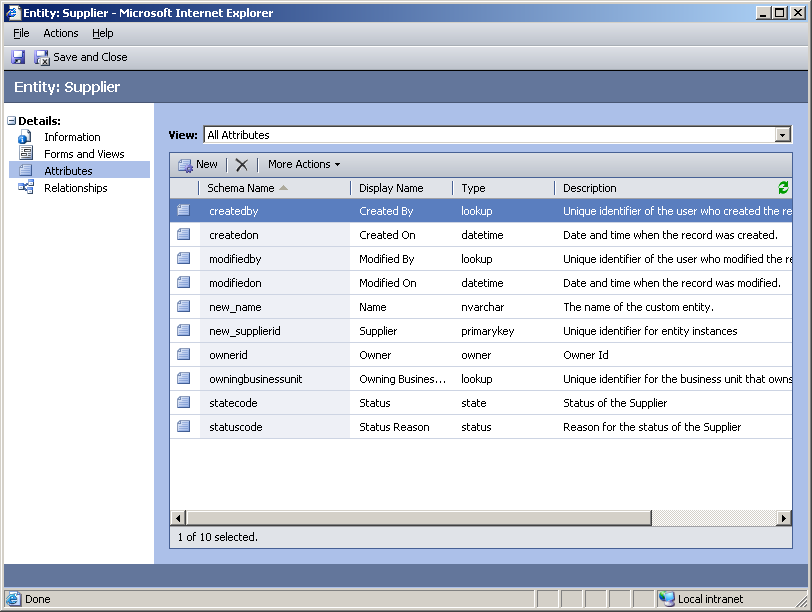 Entity: Supplier - Microsoft Internet Explorer
File Actions Help
Save and Close
Entity: Supplier
Details:
Information
Forms and Views
Attributes
Relationships
View: All Attributes
New More Actions
Schema Name Display Name Type Description
createdby Created By lookup Unique identifier of the user who created the re
createdon Created On datetime Date and time when the record was created.
modifiedby Modified By lookup Unique identifier of the user who modified the re
modifiedon Modified On datetime Date and time when the record was modified.
new_name Name nvarchar The name of the custom entity.
new_supplierid Supplier primarykey Unique identifier for entity instances
ownerid Owner owner Owner Id
owningbusinessunit Owning Busines... lookup Unique identifier for the business unit that owns
statecode Status state Status of the Supplier
statuscode Status Reason status Reason for the status of the Supplier
1 of 10 selected.
Done Local intranet